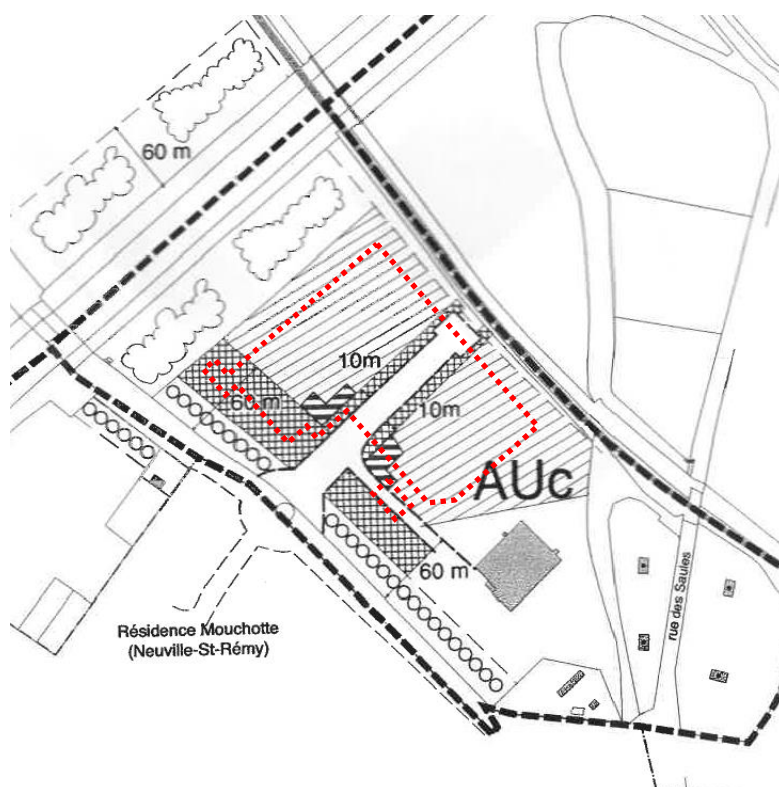 60 m
10m
60 m
10m
AUc
60 m
rue des Saules
Résidence Mouchotte
(Neuville-St-Rémy)